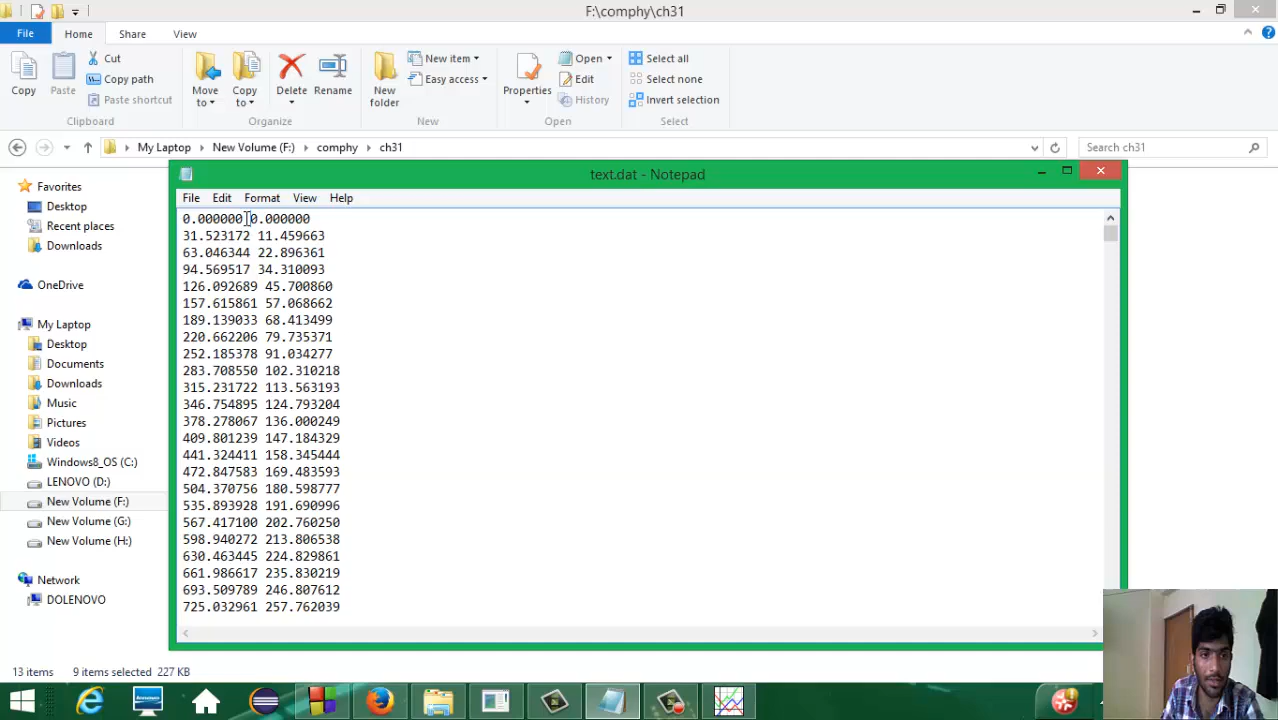 F:\comphy\ch31
File Home Share View
Copy
Paste
Cut
Copy path
Paste shortcut
Clipboard
Move to
Copy to
Delete
Rename
Organize
New folder
New item
Easy access
New
Properties
Open
Edit
History
Open
Select all
Select none
Invert selection
Select
My Laptop New Volume (F:) comphy ch31
Search ch31
Favorites
Desktop
Recent places
Downloads
OneDrive
My Laptop
Desktop
Documents
Downloads
Music
Pictures
Videos
Windows8_OS (C:)
LENOVO (D:)
New Volume (F:)
New Volume (G:)
New Volume (H:)
Network
DOLENOVO
text.dat - Notepad
File Edit Format View Help
0.000000 0.000000
31.523172 11.459663
63.046344 22.896361
94.569517 34.310093
126.092689 45.700860
157.615861 57.068662
189.139033 68.413499
220.662206 79.735371
252.185378 91.034277
283.708550 102.310218
315.231722 113.563193
346.754895 124.793204
378.278067 136.000249
409.801239 147.184329
441.324411 158.345444
472.847583 169.483593
504.370756 180.598777
535.893928 191.690996
567.417100 202.760250
598.940272 213.806538
630.463445 224.829861
661.986617 235.830219
693.509789 246.807612
725.032961 257.762039
13 items 9 items selected 227 KB